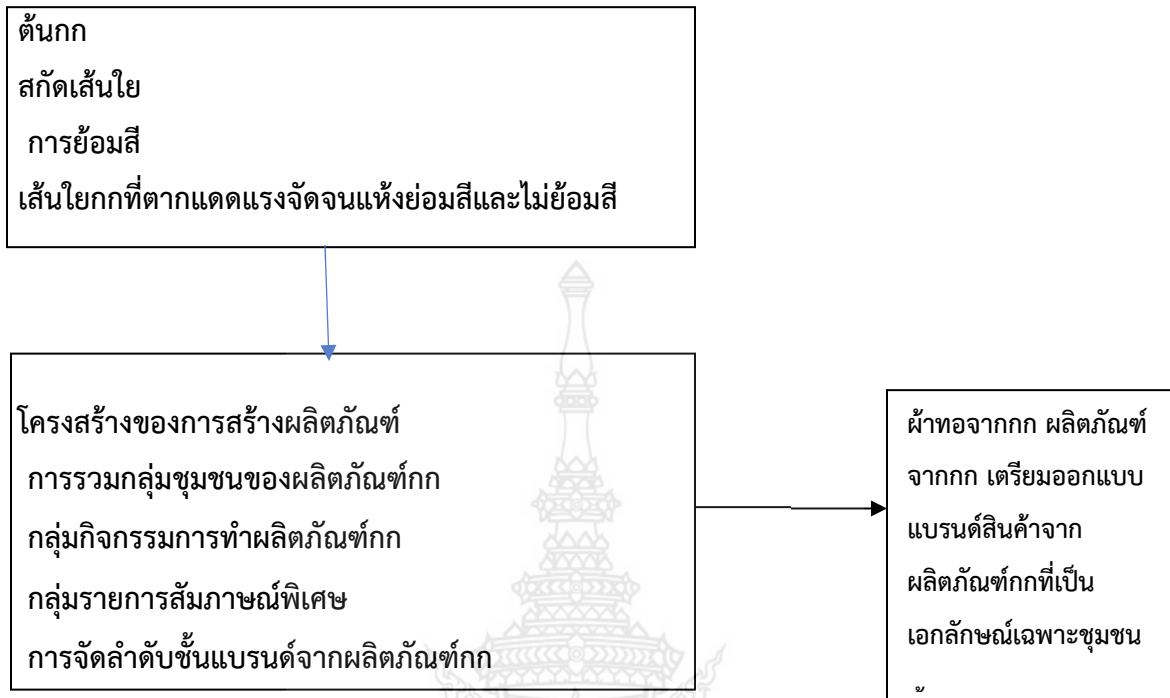 ต้นกก
สกัดเส้นใย
การย้อมสี
เส้นใยกกที่ตากแดดแรงจัดจนแห้งย่อมสีและไม่ย้อมสี
โครงสร้างของการสร้างผลิตภัณฑ์
การรวมกลุ่มชุมชนของผลิตภัณฑ์กก
กลุ่มกิจกรรมการทำผลิตภัณฑ์กก
กลุ่มรายการสัมภาษณ์พิเศษ
การจัดลำดับชั้นแบรนด์จากผลิตภัณฑ์กก
ผ้าทอจากกก ผลิตภัณฑ์
จากกก เตรียมออกแบบ
แบรนด์สินค้าจาก
ผลิตภัณฑ์กกที่เป็น
เอกลักษณ์เฉพาะชุมชน